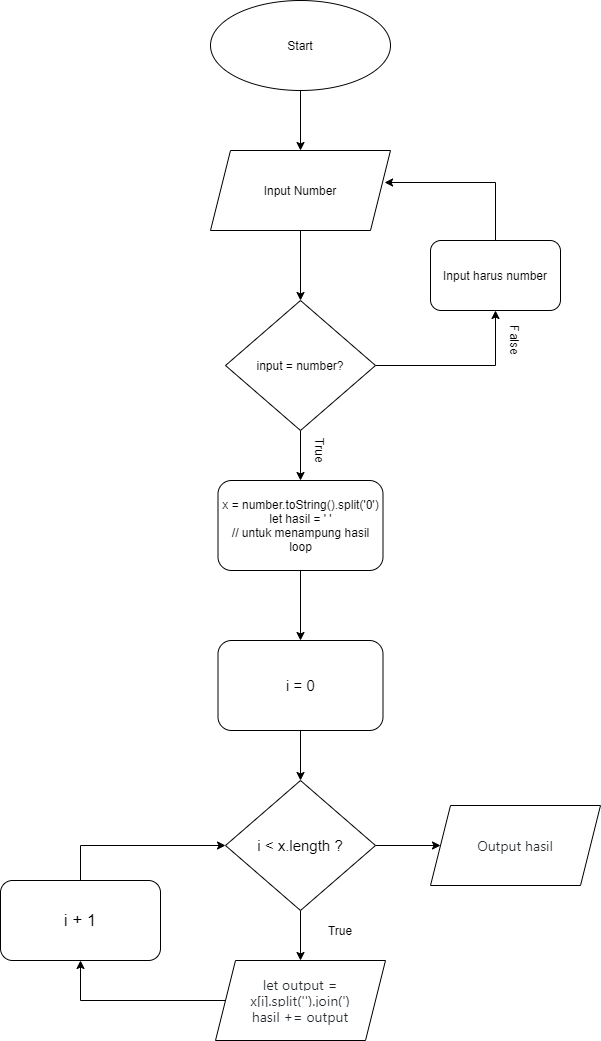 Start
Input Number
Input harus number
input = number?
False
True
x = number.toString().split('0')
let hasil = ' '
// untuk menampung hasil
loop
i = 0
i < x.length ?
Output hasil
i + 1
True
let output =
x[i].split('').join(')
hasil += output